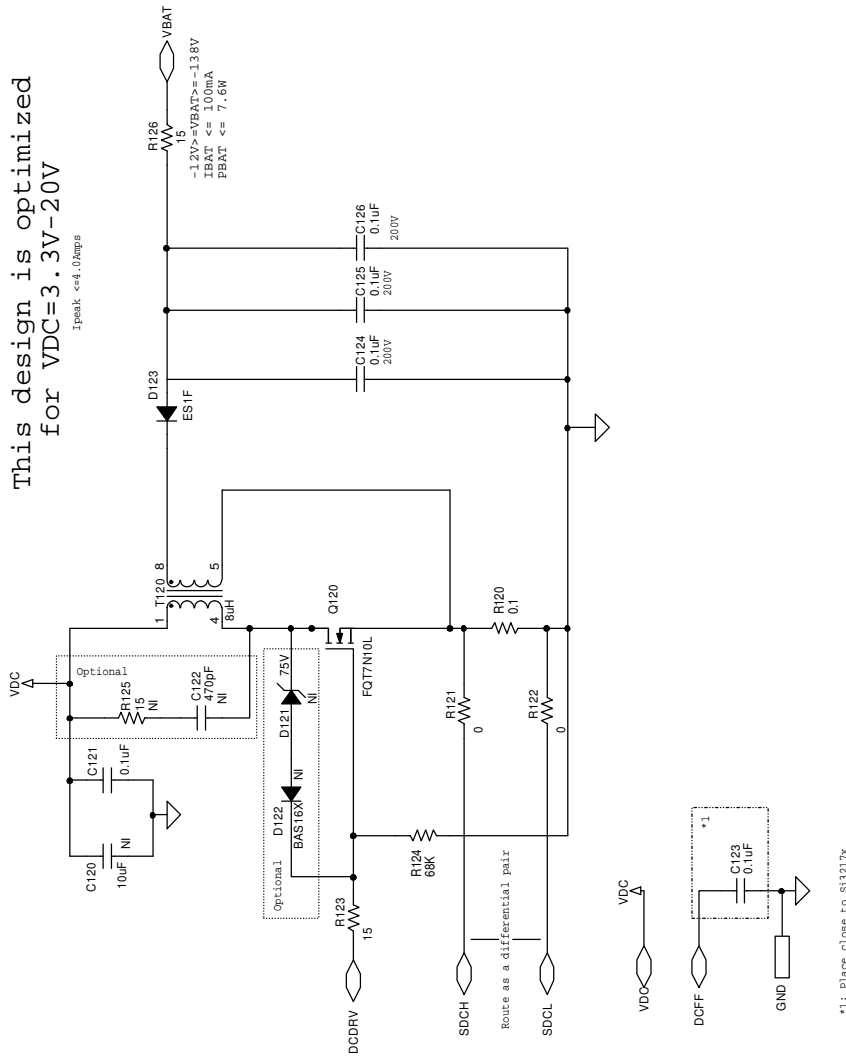 This design is optimized
for VDC=3.3V-20V
Ipeak <=4.0Amps
VDC
Optional
R125
15
NI
C122
470pF
NI
C121
0.1uF
C120
10uF
NI
T120
1
8
4
5
8uH
D123
ES1F
R126
15
VBAT
-12V>=VBAT>=-138V
IBAT <= 100mA
PBAT <= 7.6W
C124
0.1uF
200V
C125
0.1uF
200V
C126
0.1uF
200V
Optional
D122
BAS16X
NI
D121
75V
NI
Q120
FQT7N10L
DCDRV
R123
15
R124
68K
R120
0.1
R121
0
R122
0
SDCH
Route as a differential pair
SDCL
VDC
VDC
DCFF
*1
C123
0.1uF
GND
*1: Place close to Si3217x